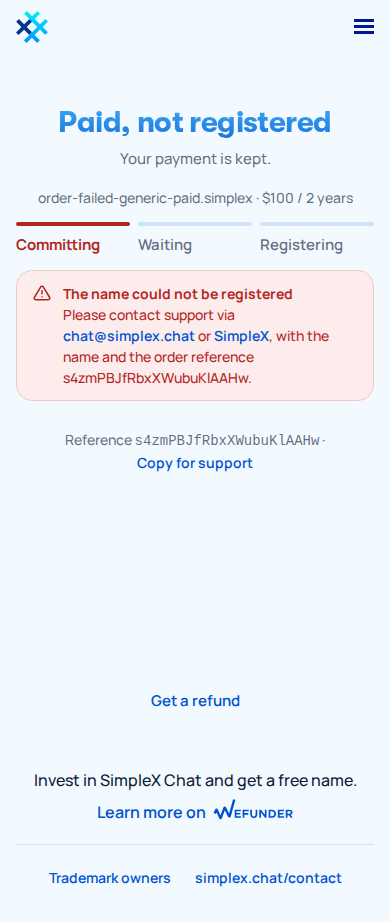 Paid, not registered
Your payment is kept.
order-failed-generic-paid.simplex · $100 / 2 years
Committing
Waiting
Registering
The name could not be registered
Please contact support via
chat@simplex.chat or SimpleX, with the
name and the order reference
s4zmPBJfRbxXWubuKlAAHw.
Reference s4zmPBJfRbxXWubuKlAAHw ·
Copy for support
Get a refund
Invest in SimpleX Chat and get a free name.
Learn more on WEFUNDER
Trademark owners
simplex.chat/contact